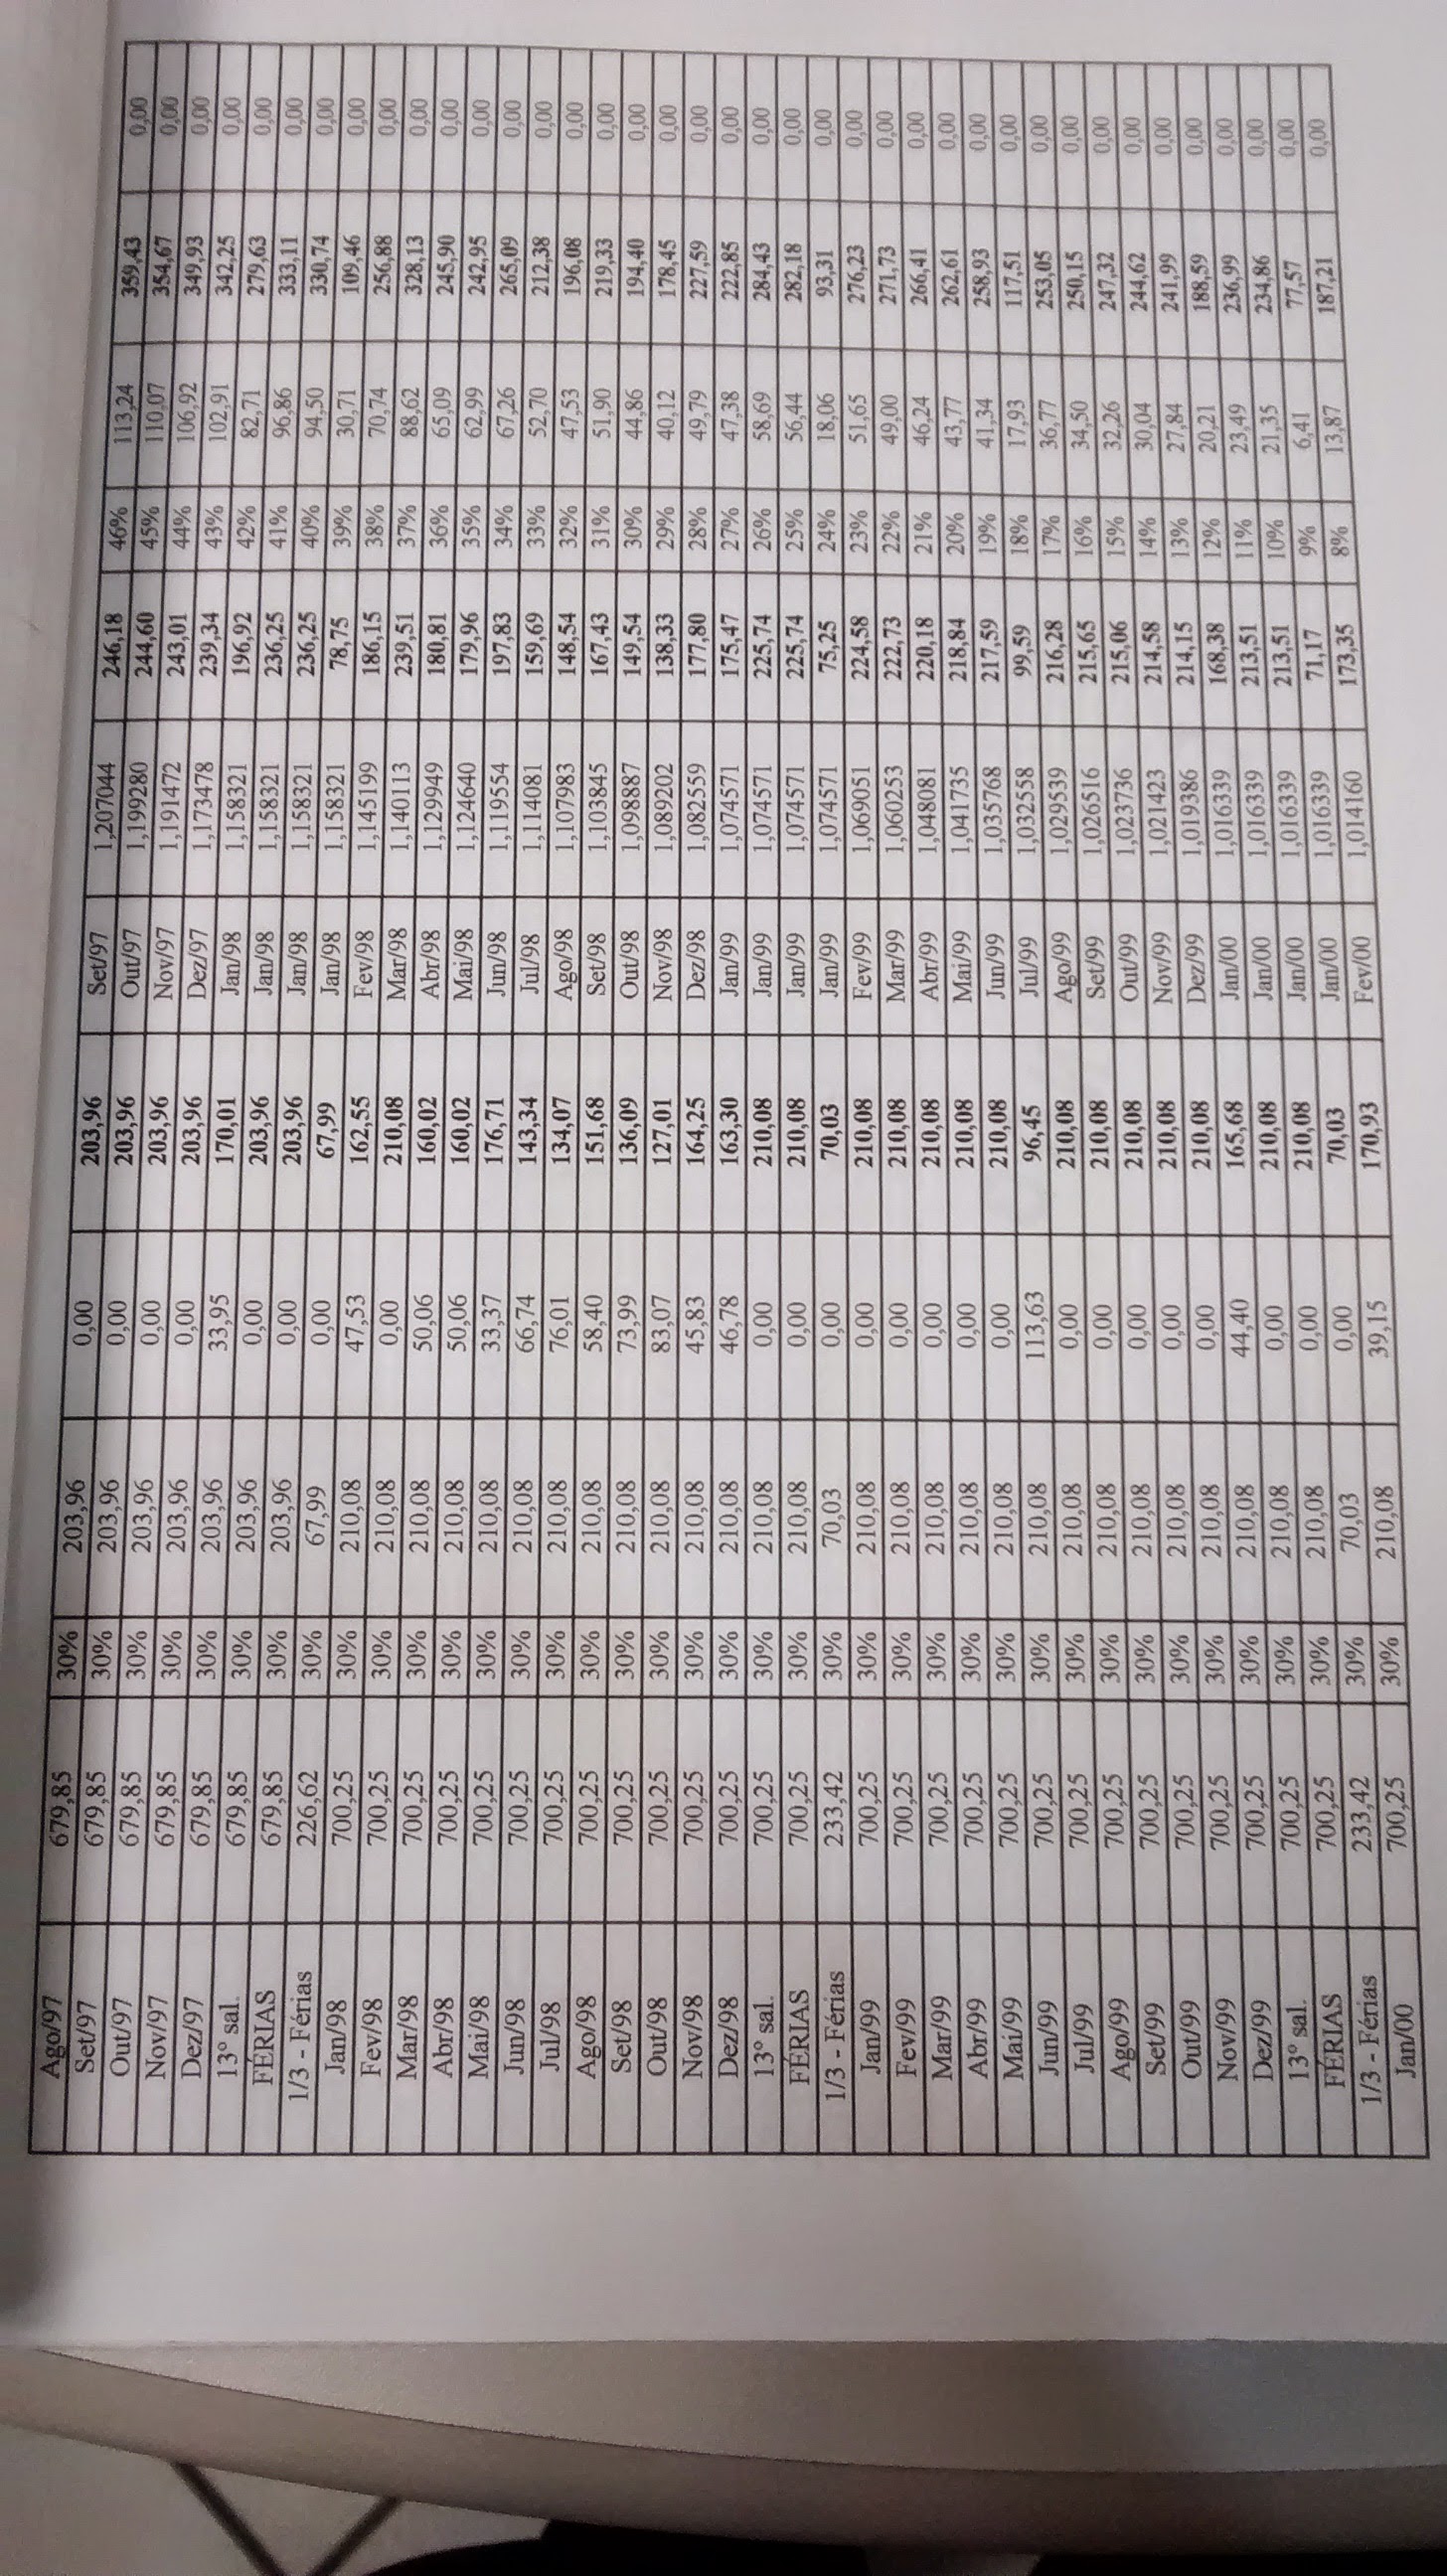 Ago/97 679,85 30% 203,96 0,00 203,96 Set/97 1,207044 246,18 46% 113,24 359,43 0,00
Set/97 679,85 30% 203,96 0,00 203,96 Out/97 1,199280 244,60 45% 110,07 354,67 0,00
Out/97 679,85 30% 203,96 0,00 203,96 Nov/97 1,191472 243,01 44% 106,92 349,93 0,00
Nov/97 679,85 30% 203,96 0,00 203,96 Dez/97 1,173478 239,34 43% 102,91 342,25 0,00
Dez/97 679,85 30% 203,96 33,95 170,01 Jan/98 1,158321 196,92 42% 82,71 279,63 0,00
13º sal. 679,85 30% 203,96 0,00 203,96 Jan/98 1,158321 236,25 41% 96,86 333,11 0,00
FÉRIAS 679,85 30% 203,96 0,00 203,96 Jan/98 1,158321 236,25 40% 94,50 330,74 0,00
1/3 - Férias 226,62 30% 67,99 0,00 67,99 Jan/98 1,158321 78,75 39% 30,71 109,46 0,00
Jan/98 700,25 30% 210,08 47,53 162,55 Fev/98 1,145199 186,15 38% 70,74 256,88 0,00
Fev/98 700,25 30% 210,08 0,00 210,08 Mar/98 1,140113 239,51 37% 88,62 328,13 0,00
Mar/98 700,25 30% 210,08 50,06 160,02 Abr/98 1,129949 180,81 36% 65,09 245,90 0,00
Abr/98 700,25 30% 210,08 50,06 160,02 Mai/98 1,124640 179,96 35% 62,99 242,95 0,00
Mai/98 700,25 30% 210,08 33,37 176,71 Jun/98 1,119554 197,83 34% 67,26 265,09 0,00
Jun/98 700,25 30% 210,08 66,74 143,34 Jul/98 1,114081 159,69 33% 52,70 212,38 0,00
Jul/98 700,25 30% 210,08 76,01 134,07 Ago/98 1,107983 148,54 32% 47,53 196,08 0,00
Ago/98 700,25 30% 210,08 58,40 151,68 Set/98 1,103845 167,43 31% 51,90 219,33 0,00
Set/98 700,25 30% 210,08 73,99 136,09 Out/98 1,098887 149,54 30% 44,86 194,40 0,00
Out/98 700,25 30% 210,08 83,07 127,01 Nov/98 1,089202 138,33 29% 40,12 178,45 0,00
Nov/98 700,25 30% 210,08 45,83 164,25 Dez/98 1,082559 177,80 28% 49,79 227,59 0,00
Dez/98 700,25 30% 210,08 46,78 163,30 Jan/99 1,074571 175,47 27% 47,38 222,85 0,00
13º sal. 700,25 30% 210,08 0,00 210,08 Jan/99 1,074571 225,74 26% 58,69 284,43 0,00
FÉRIAS 700,25 30% 210,08 0,00 210,08 Jan/99 1,074571 225,74 25% 56,44 282,18 0,00
1/3 - Férias 233,42 30% 70,03 0,00 70,03 Jan/99 1,074571 75,25 24% 18,06 93,31 0,00
Jan/99 700,25 30% 210,08 0,00 210,08 Fev/99 1,069051 224,58 23% 51,65 276,23 0,00
Fev/99 700,25 30% 210,08 0,00 210,08 Mar/99 1,060253 222,73 22% 49,00 271,73 0,00
Mar/99 700,25 30% 210,08 0,00 210,08 Abr/99 1,048081 220,18 21% 46,24 266,41 0,00
Abr/99 700,25 30% 210,08 0,00 210,08 Mai/99 1,041735 218,84 20% 43,77 262,61 0,00
Mai/99 700,25 30% 210,08 0,00 210,08 Jun/99 1,035768 217,59 19% 41,34 258,93 0,00
Jun/99 700,25 30% 210,08 113,63 96,45 Jul/99 1,032558 99,59 18% 17,93 117,51 0,00
Jul/99 700,25 30% 210,08 0,00 210,08 Ago/99 1,029539 216,28 17% 36,77 253,05 0,00
Ago/99 700,25 30% 210,08 0,00 210,08 Set/99 1,026516 215,65 16% 34,50 250,15 0,00
Set/99 700,25 30% 210,08 0,00 210,08 Out/99 1,023736 215,06 15% 32,26 247,32 0,00
Out/99 700,25 30% 210,08 0,00 210,08 Nov/99 1,021423 214,58 14% 30,04 244,62 0,00
Nov/99 700,25 30% 210,08 0,00 210,08 Dez/99 1,019386 214,15 13% 27,84 241,99 0,00
Dez/99 700,25 30% 210,08 44,40 165,68 Jan/00 1,016339 168,38 12% 20,21 188,59 0,00
13º sal. 700,25 30% 210,08 0,00 210,08 Jan/00 1,016339 213,51 11% 23,49 236,99 0,00
FÉRIAS 700,25 30% 210,08 0,00 210,08 Jan/00 1,016339 213,51 10% 21,35 234,86 0,00
1/3 - Férias 233,42 30% 70,03 0,00 70,03 Jan/00 1,016339 71,17 9% 6,41 77,57 0,00
Jan/00 700,25 30% 210,08 39,15 170,93 Fev/00 1,014160 173,35 8% 13,87 187,21 0,00